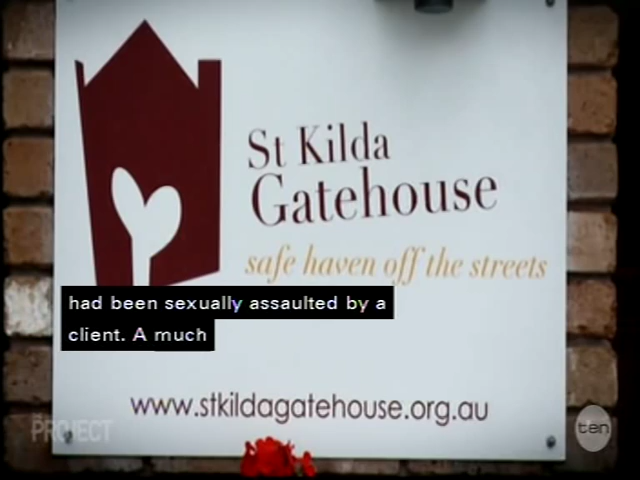 St Kilda
Gatehouse
safe haven off the streets
had been sexually assaulted by a
client. A much
www.stkildagatehouse.org.au
THE
PROJECT
ten